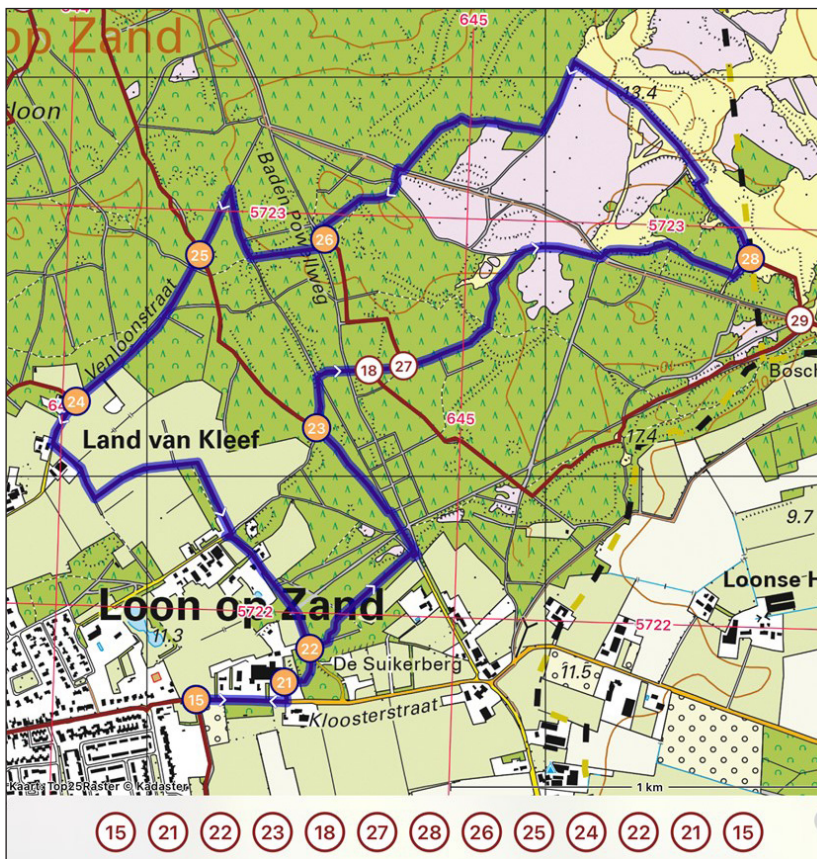 645
op Zand
loon
13.4
Baden Powellweg
5723
5723
26
25
28
Venloonstraat
29
18
27
Bosch
24
64
23
Land van Kleef
645
17.4
9.7
Loon op Zand
5722
Loonse H
5722
11.3
22
De Suikerberg
11.5
21
15
Kloosterstraat
Kaart: Top25Raster © Kadaster
1 km
15 21 22 23 18 27 28 26 25 24 22 21 15